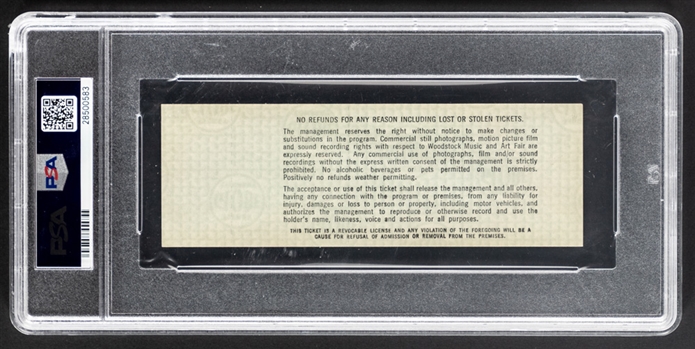 28500583
PSA
PSA
NO REFUNDS FOR ANY REASON INCLUDING LOST OR STOLEN TICKETS.
The management reserves the right without notice to make changes or
substitutions in the program. Commercial still photographs, motion picture film
and sound recording rights with respect to Woodstock Music and Art Fair are
expressly reserved. Any commercial use of photographs, film and/or sound
recordings without the express written consent of the management is strictly
prohibited. No alcoholic beverages or pets permitted on the premises.
Positively no refunds weather permitting.
The acceptance or use of this ticket shall release the management and all others,
having any connection with the program or premises, from any liability for
injury, damages or loss to person or property, including motor vehicles, and
authorizes the management to reproduce or otherwise record and use the
holder's name, likeness, voice and actions for all purposes.
THIS TICKET IS A REVOCABLE LICENSE AND ANY VIOLATION OF THE FOREGOING WILL BE A
CAUSE FOR REFUSAL OF ADMISSION OR REMOVAL FROM THE PREMISES.